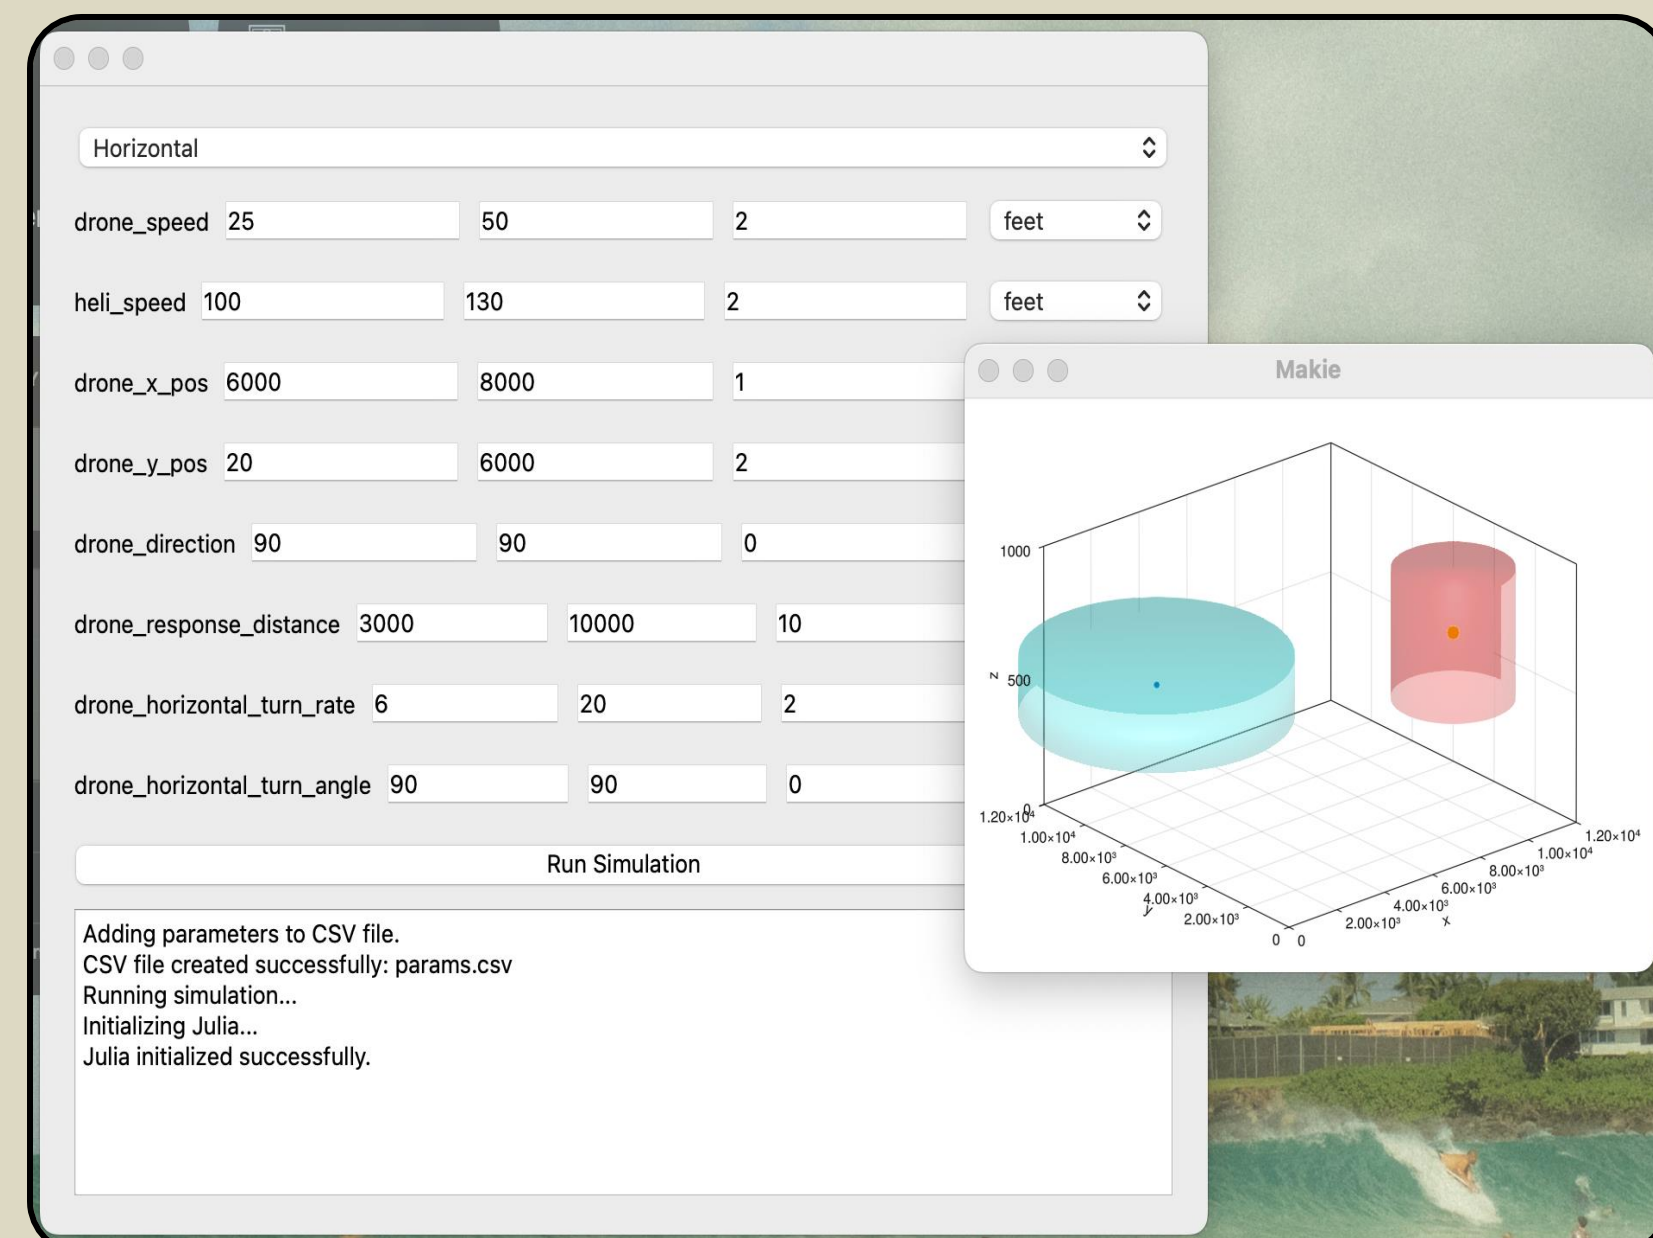 Horizontal
drone_speed 25 50 2 feet
heli_speed 100 130 2 feet
drone_x_pos 6000 8000 1
drone_y_pos 20 6000 2
drone_direction 90 90 0
drone_response_distance 3000 10000 10
drone_horizontal_turn_rate 6 20 2
drone_horizontal_turn_angle 90 90 0
Run Simulation
Adding parameters to CSV file.
CSV file created successfully: params.csv
Running simulation...
Initializing Julia...
Julia initialized successfully.
Makie
1000
z 500
0
1.20×10⁴
1.00×10⁴
8.00×10³
6.00×10³
4.00×10³
y
2.00×10³
0
0
2.00×10³
4.00×10³
x
6.00×10³
8.00×10³
1.00×10⁴
1.20×10⁴